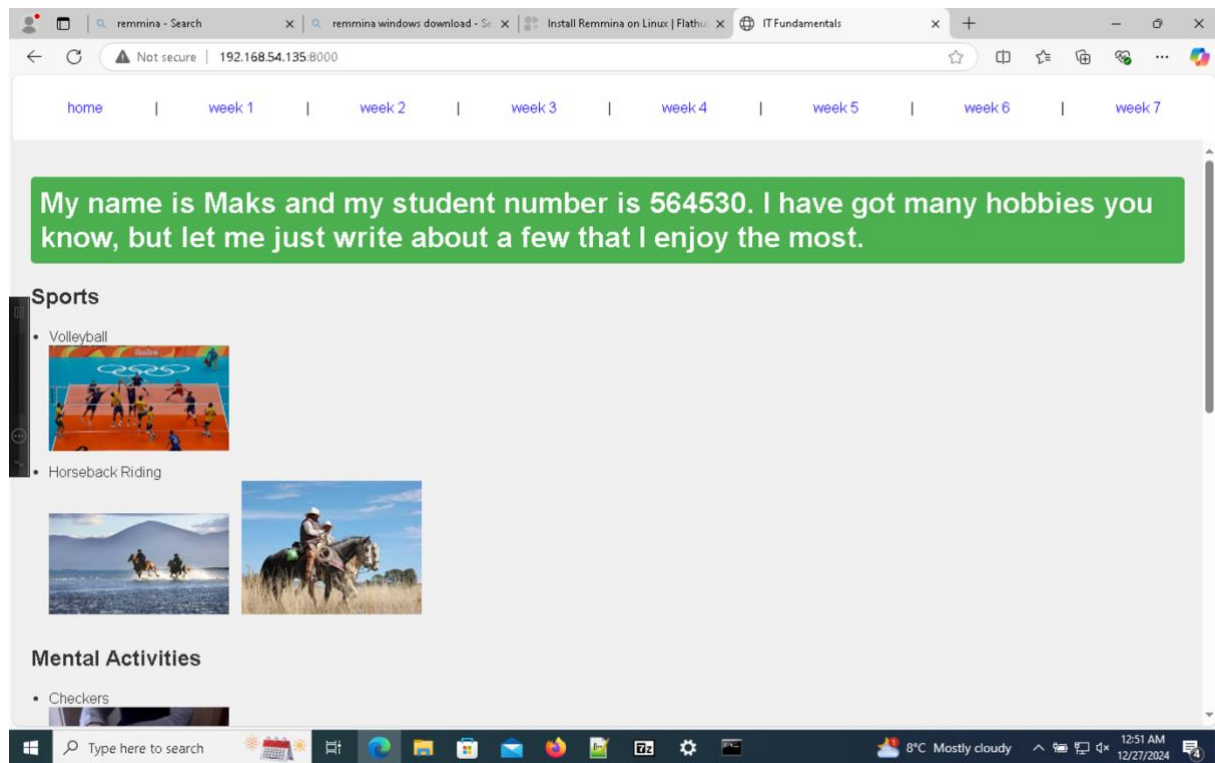 remmina - Search
remmina windows download - Se
Install Remmina on Linux | Flathu
IT Fundamentals
Not secure | 192.168.54.135:8000
home | week 1 | week 2 | week 3 | week 4 | week 5 | week 6 | week 7
My name is Maks and my student number is 564530. I have got many hobbies you
know, but let me just write about a few that I enjoy the most.
Sports
Volleyball
Horseback Riding
Mental Activities
Checkers
Type here to search
8°C Mostly cloudy
12:51 AM
12/27/2024